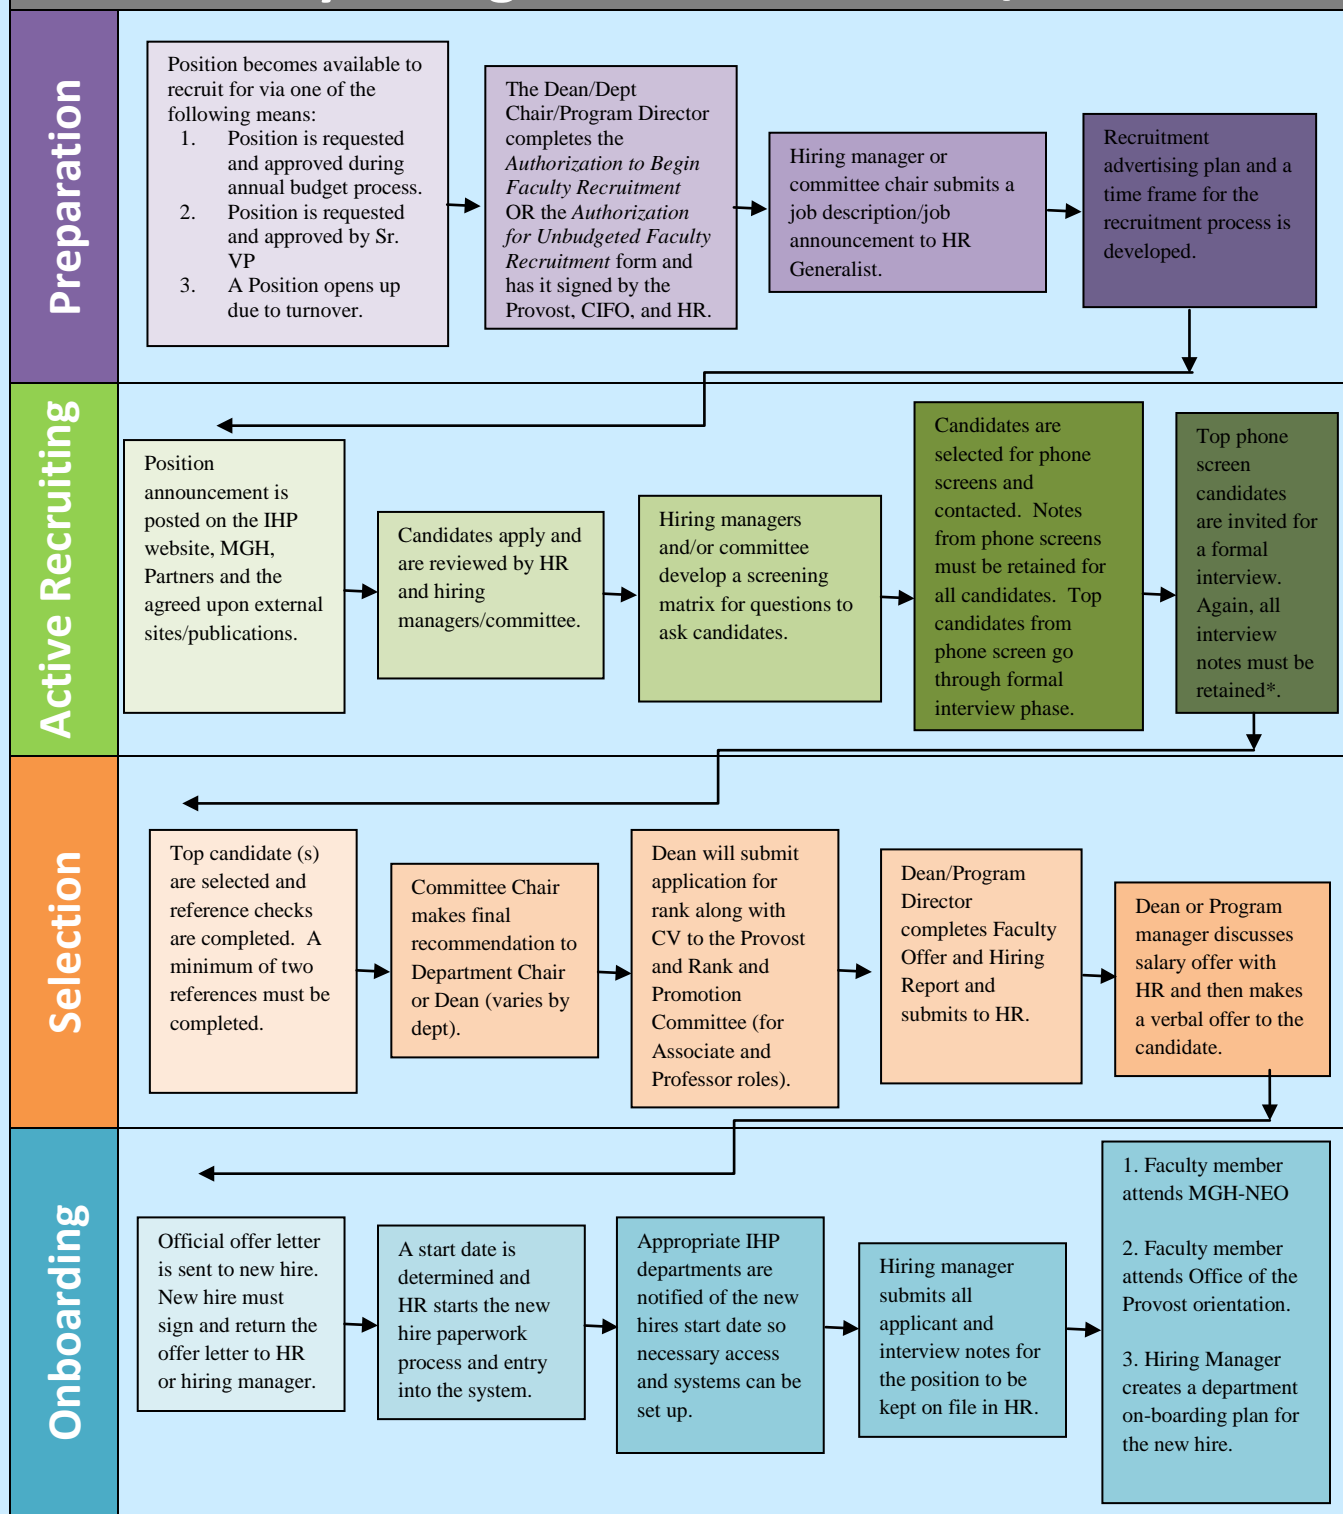 Preparation
Position becomes available to
recruit for via one of the
following means:
1. Position is requested
and approved during
annual budget process.
2. Position is requested
and approved by Sr.
VP
3. A Position opens up
due to turnover.
The Dean/Dept
Chair/Program Director
completes the
Authorization to Begin
Faculty Recruitment
OR the Authorization
for Unbudgeted Faculty
Recruitment form and
has it signed by the
Provost, CIFO, and HR.
Hiring manager or
committee chair submits a
job description/job
announcement to HR
Generalist.
Recruitment
advertising plan and a
time frame for the
recruitment process is
developed.
Active Recruiting
Position
announcement is
posted on the IHP
website, MGH,
Partners and the
agreed upon external
sites/publications.
Candidates apply and
are reviewed by HR
and hiring
managers/committee.
Hiring managers
and/or committee
develop a screening
matrix for questions to
ask candidates.
Candidates are
selected for phone
screens and
contacted.  Notes
from phone screens
must be retained for
all candidates.  Top
candidates from
phone screen go
through formal
interview phase.
Top phone
screen
candidates
are invited for
a formal
interview.
Again, all
interview
notes must be
retained*.
Selection
Top candidate (s)
are selected and
reference checks
are completed.  A
minimum of two
references must be
completed.
Committee Chair
makes final
recommendation to
Department Chair
or Dean (varies by
dept).
Dean will submit
application for
rank along with
CV to the Provost
and Rank and
Promotion
Committee (for
Associate and
Professor roles).
Dean/Program
Director
completes Faculty
Offer and Hiring
Report and
submits to HR.
Dean or Program
manager discusses
salary offer with
HR and then makes
a verbal offer to the
candidate.
Onboarding
Official offer letter
is sent to new hire.
New hire must
sign and return the
offer letter to HR
or hiring manager.
A start date is
determined and
HR starts the new
hire paperwork
process and entry
into the system.
Appropriate IHP
departments are
notified of the new
hires start date so
necessary access
and systems can be
set up.
Hiring manager
submits all
applicant and
interview notes for
the position to be
kept on file in HR.
1. Faculty member
attends MGH-NEO
2. Faculty member
attends Office of the
Provost orientation.
3. Hiring Manager
creates a department
on-boarding plan for
the new hire.